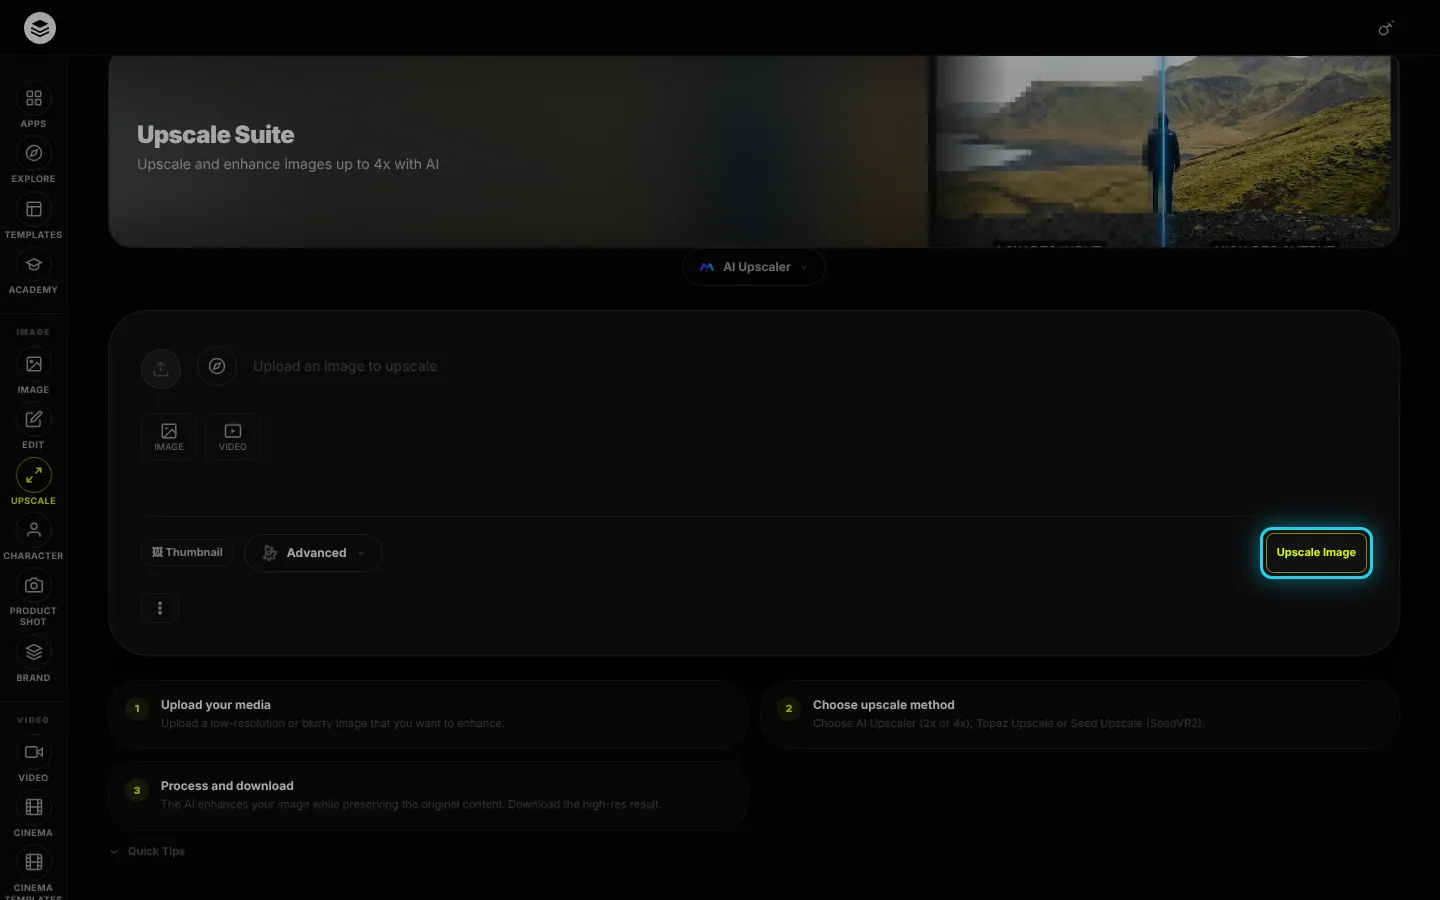 APPS
EXPLORE
TEMPLATES
ACADEMY
IMAGE
IMAGE
EDIT
UPSCALE
CHARACTER
PRODUCT
SHOT
BRAND
VIDEO
VIDEO
CINEMA
CINEMA
TEMPLATES
Upscale Suite
Upscale and enhance images up to 4x with AI
AI Upscaler
Upload an image to upscale
IMAGE
VIDEO
Thumbnail
Advanced
Upscale Image
1
Upload your media
Upload a low-resolution or blurry image that you want to enhance.
2
Choose upscale method
Choose AI Upscaler (2x or 4x), Topaz Upscale or Seed Upscale (SeedVR2).
3
Process and download
The AI enhances your image while preserving the original content. Download the high-res result.
Quick Tips